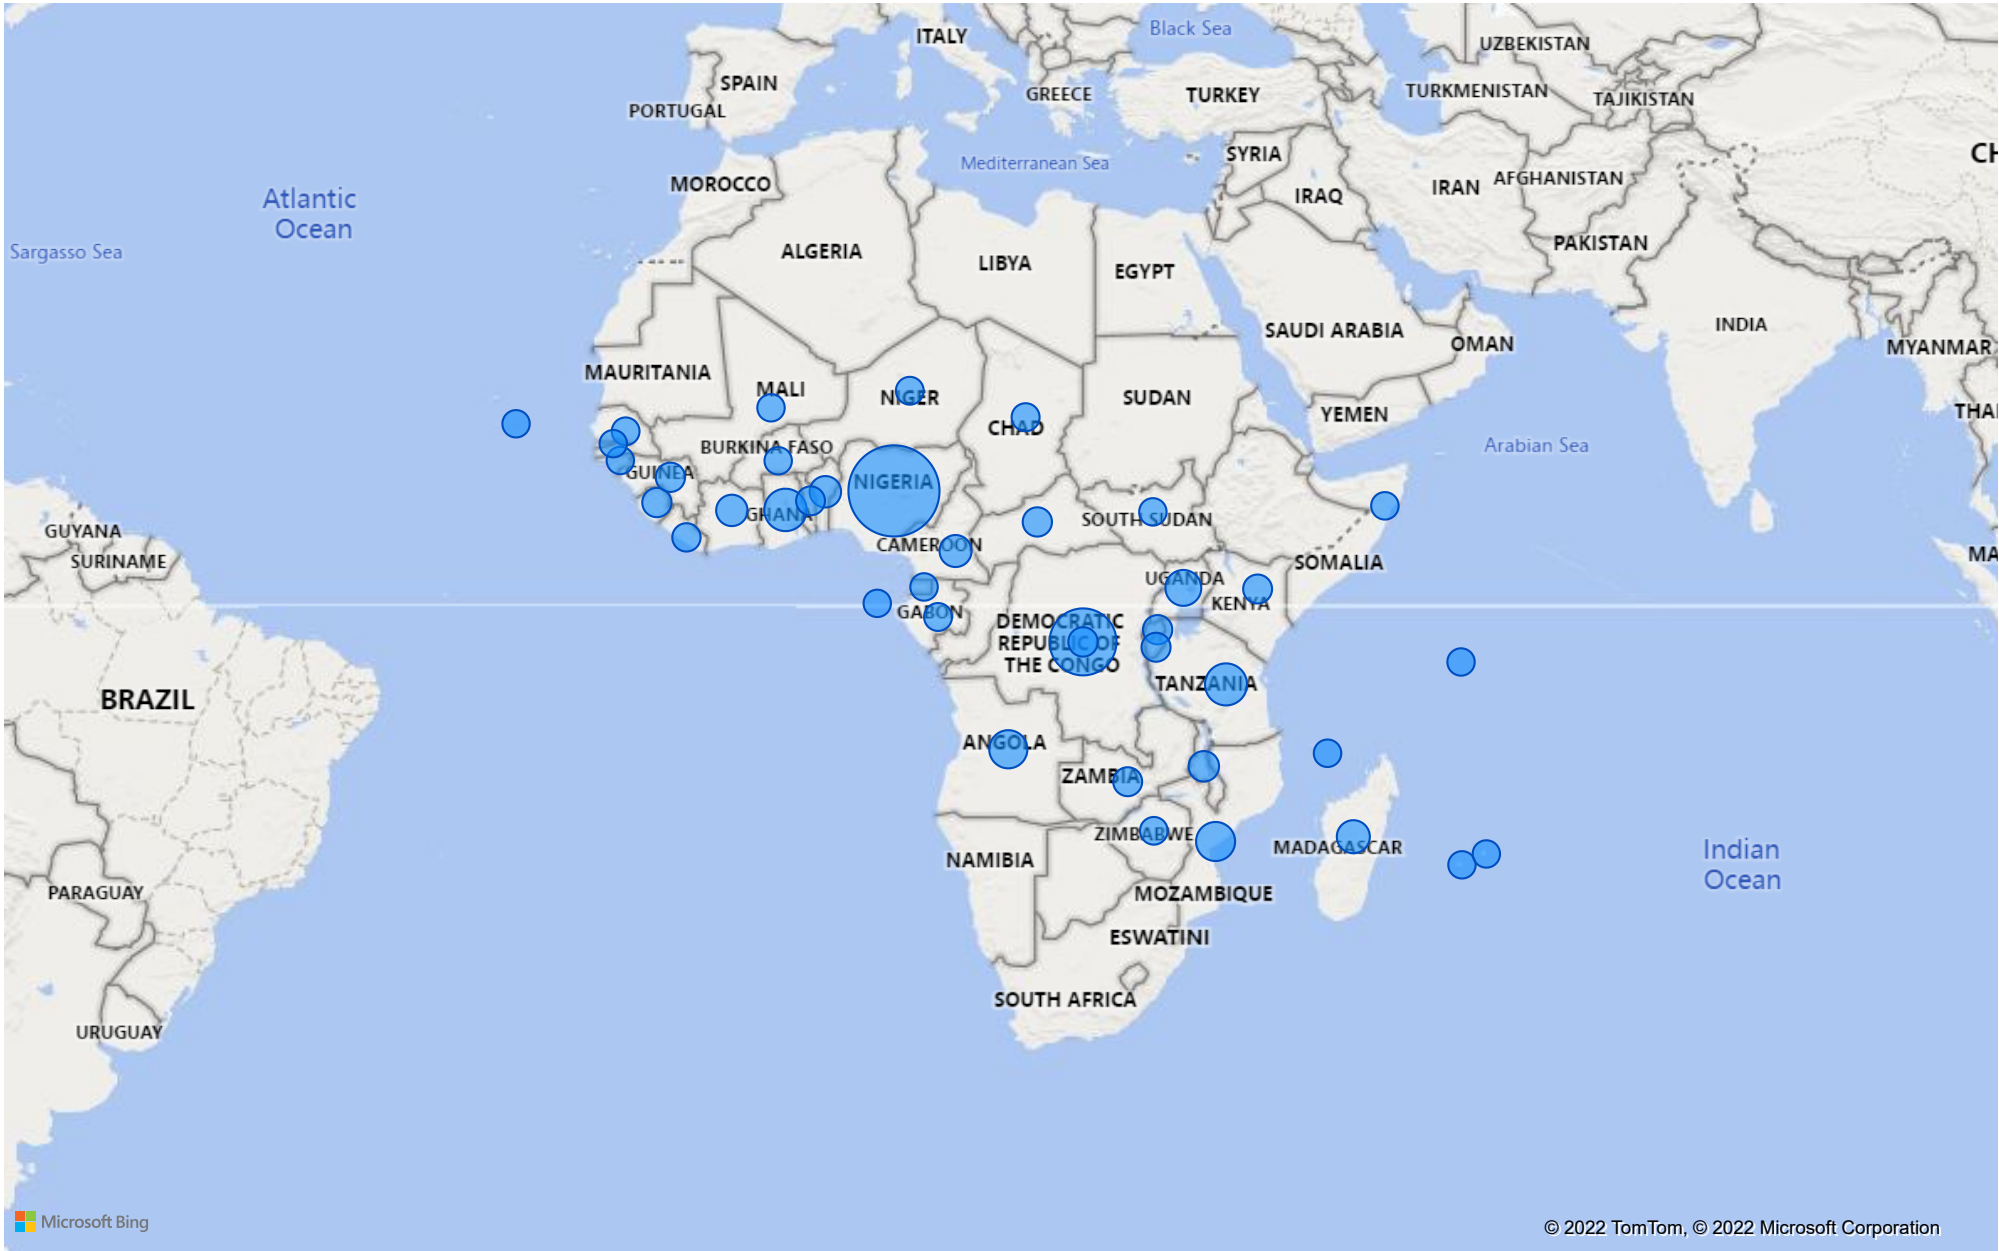 ITALY
Black Sea
UZBEKISTAN
SPAIN
GREECE
TURKEY
TURKMENISTAN
TAJIKISTAN
PORTUGAL
SYRIA
CH
Mediterranean Sea
MOROCCO
IRAQ
IRAN
AFGHANISTAN
Atlantic
Ocean
Sargasso Sea
ALGERIA
LIBYA
EGYPT
PAKISTAN
SAUDI ARABIA
OMAN
INDIA
MYANMAR
MAURITANIA
MALI
NIGER
SUDAN
CHAD
YEMEN
THAI
BURKINA FASO
Arabian Sea
GUINEA
NIGERIA
GHANA
SOUTH SUDAN
GUYANA
SURINAME
CAMEROON
SOMALIA
MA
UGANDA
KENYA
GABON
DEMOCRATIC
REPUBLIC OF
THE CONGO
BRAZIL
TANZANIA
ANGOLA
ZAMBIA
ZIMBABWE
MADAGASCAR
NAMIBIA
Indian
Ocean
PARAGUAY
MOZAMBIQUE
ESWATINI
SOUTH AFRICA
URUGUAY
Microsoft Bing
© 2022 TomTom, © 2022 Microsoft Corporation